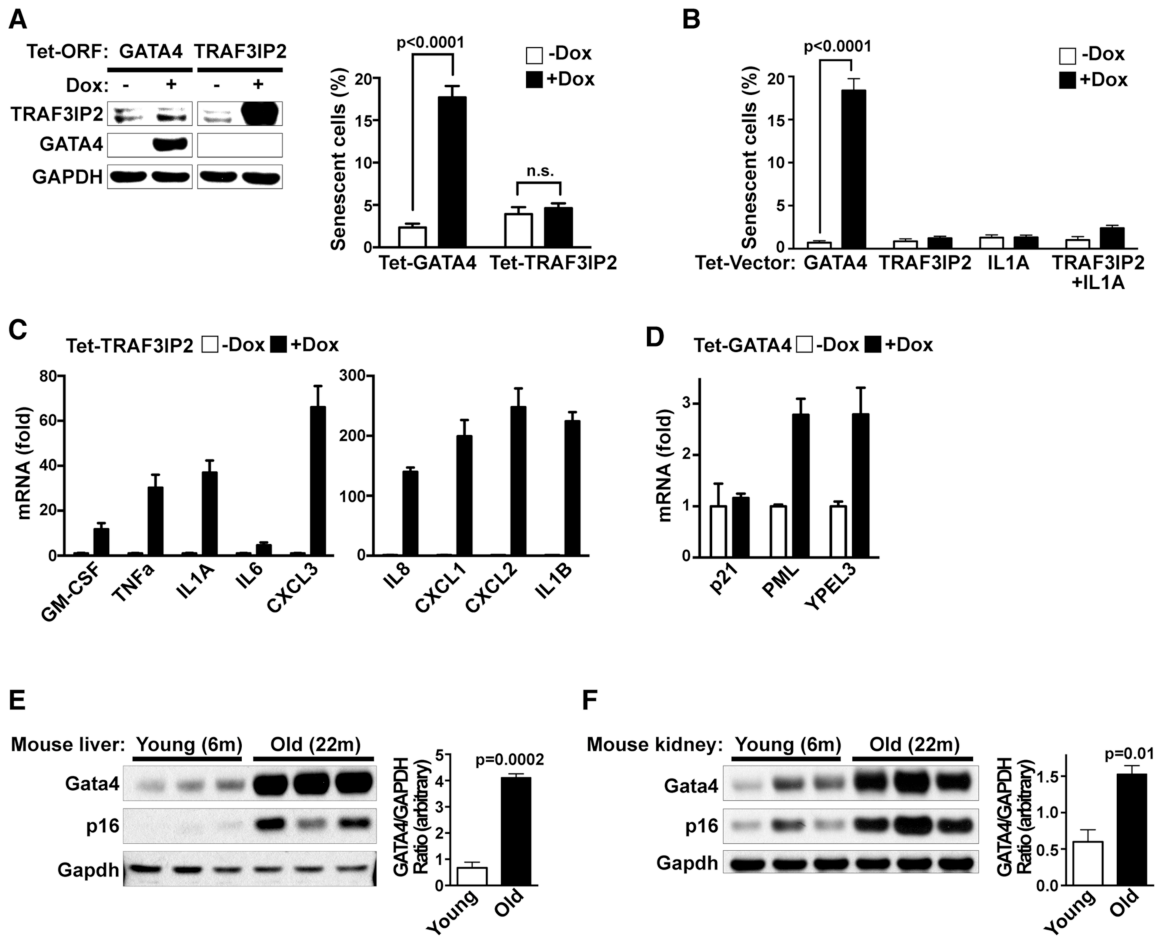 A
Tet-ORF: GATA4 TRAF3IP2
Dox: - + - +
TRAF3IP2
GATA4
GAPDH
Senescent cells (%)
20
15
10
5
0
p<0.0001
n.s.
-Dox
+Dox
Tet-GATA4 Tet-TRAF3IP2
B
Senescent cells (%)
20
15
10
5
0
p<0.0001
-Dox
+Dox
Tet-Vector: GATA4 TRAF3IP2 IL1A TRAF3IP2
+IL1A
C
Tet-TRAF3IP2 -Dox +Dox
mRNA (fold)
80
60
40
20
0
GM-CSF
TNFa
IL1A
IL6
CXCL3
300
200
100
0
IL8
CXCL1
CXCL2
IL1B
D
Tet-GATA4 -Dox +Dox
mRNA (fold)
3
2
1
0
p21
PML
YPEL3
E
Mouse liver: Young (6m) Old (22m)
Gata4
p16
Gapdh
GATA4/GAPDH
Ratio (arbitrary)
5
4
3
2
1
0
p=0.0002
Young
Old
F
Mouse kidney: Young (6m) Old (22m)
Gata4
p16
Gapdh
GATA4/GAPDH
Ratio (arbitrary)
1.5
1.0
0.5
0.0
p=0.01
Young
Old